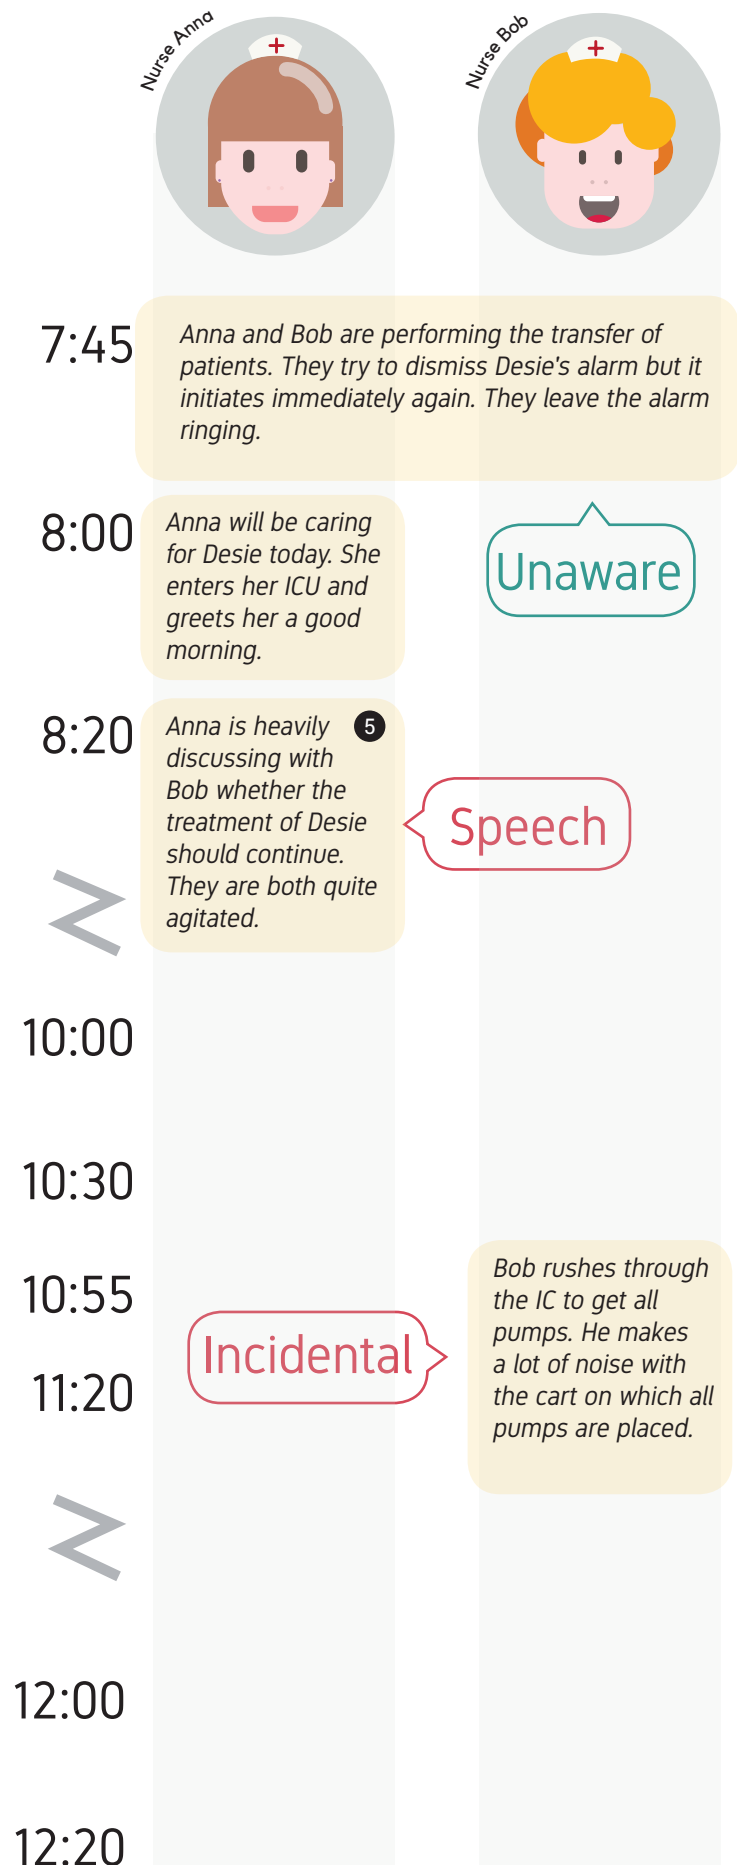 Nurse Anna
Nurse Bob
7:45
Anna and Bob are performing the transfer of
patients. They try to dismiss Desie's alarm but it
initiates immediately again. They leave the alarm
ringing.
8:00
Anna will be caring
for Desie today. She
enters her ICU and
greets her a good
morning.
Unaware
8:20
Anna is heavily
5
discussing with
Bob whether the
treatment of Desie
should continue.
They are both quite
agitated.
Speech
10:00
10:30
10:55
Bob rushes through
the IC to get all
pumps. He makes
a lot of noise with
the cart on which all
pumps are placed.
Incidental
11:20
12:00
12:20